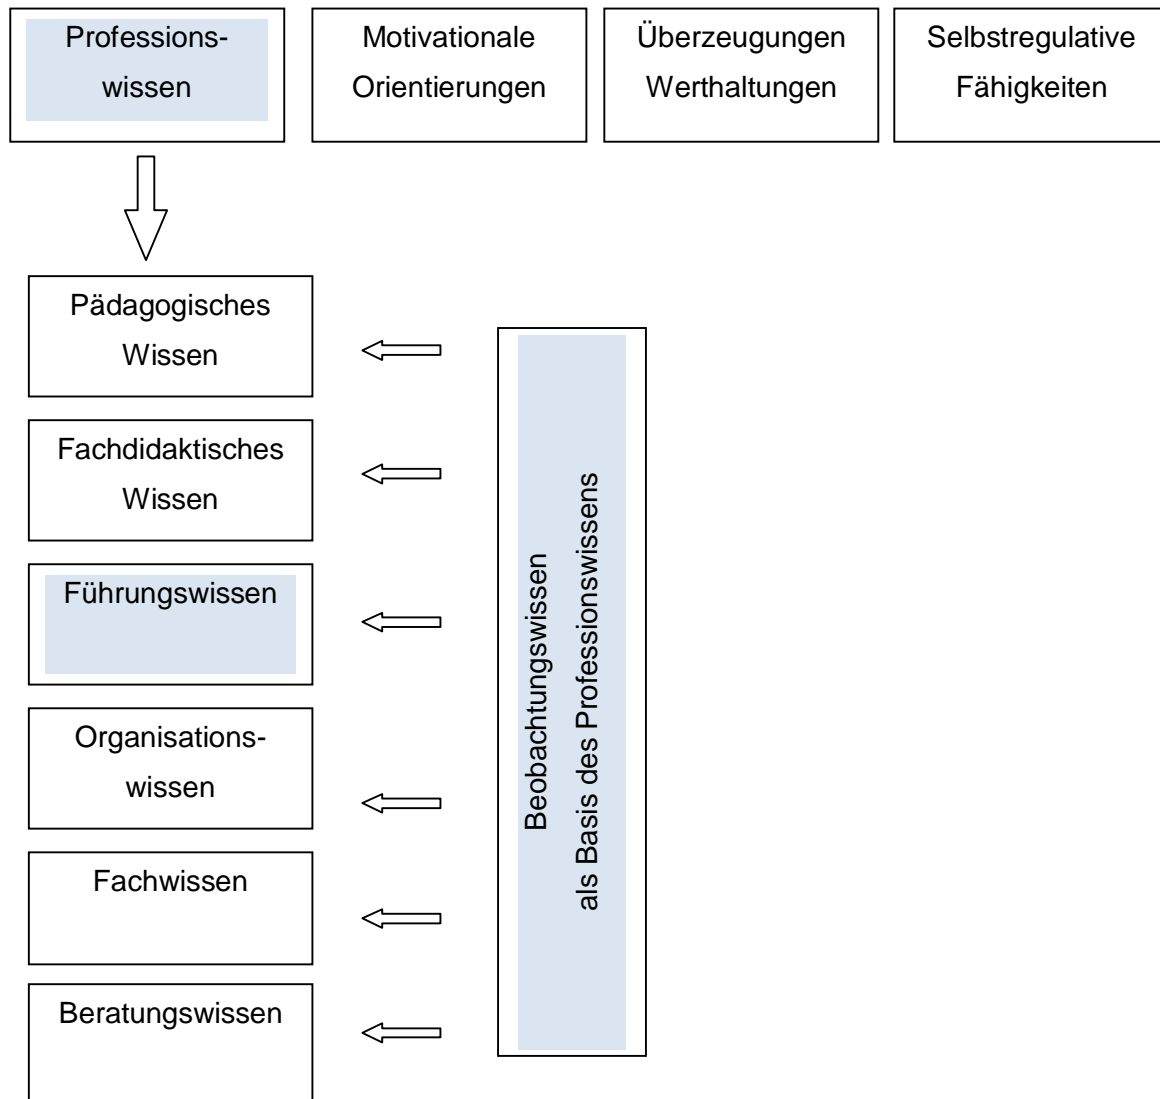 Professions-
wissen
Motivationale
Orientierungen
Überzeugungen
Werthaltungen
Selbstregulative
Fähigkeiten
Pädagogisches
Wissen
Fachdidaktisches
Wissen
Führungswissen
Organisations-
wissen
Fachwissen
Beratungswissen
Beobachtungswissen
als Basis des Professionswissens